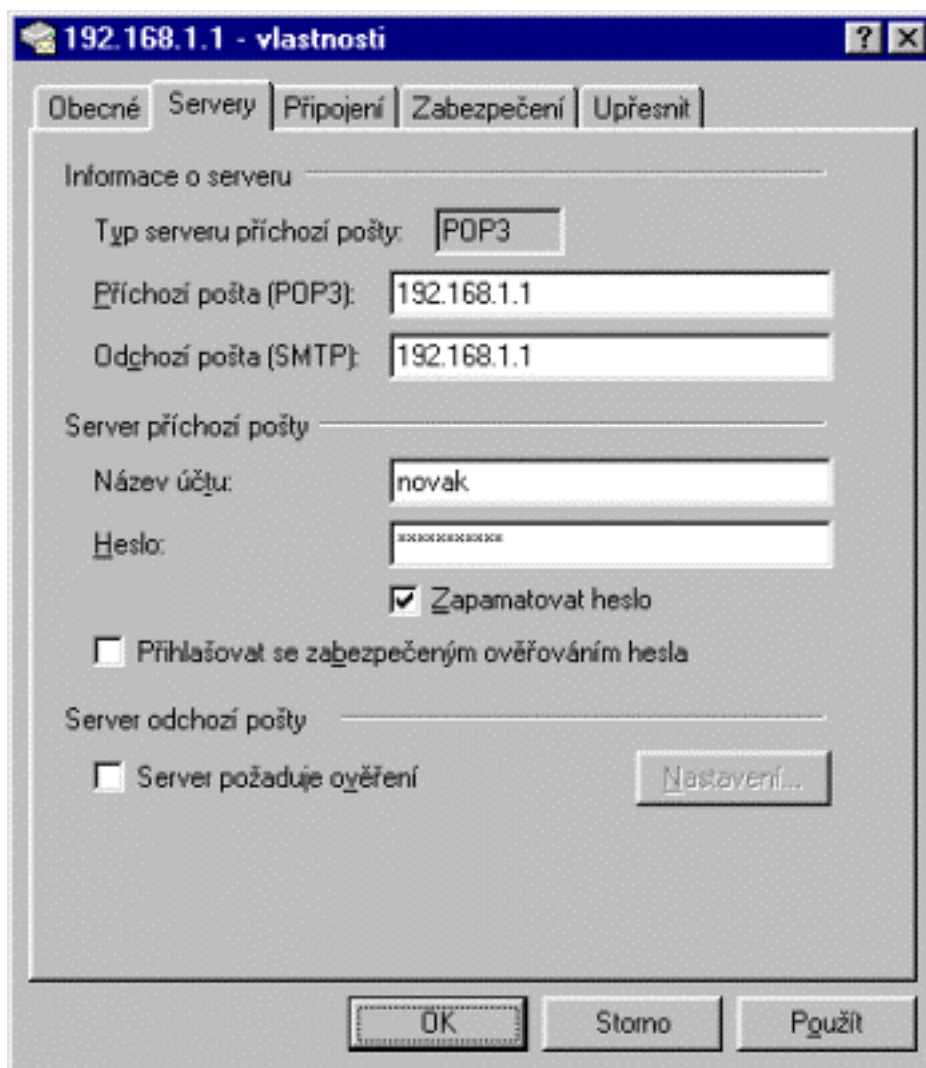 192.168.1.1 - vlastnosti
Obecné Servery Připojení Zabezpečení Upřesnit
Informace o serveru
Typ serveru příchozí pošty: POP3
Příchozí pošta (POP3): 192.168.1.1
Odchozí pošta (SMTP): 192.168.1.1
Server příchozí pošty
Název účtu: novak
Heslo: ***********
Zapamatovat heslo
Přihlašovat se zabezpečeným ověřováním hesla
Server odchozí pošty
Server požaduje ověření Nastavení...
OK Storno Použít